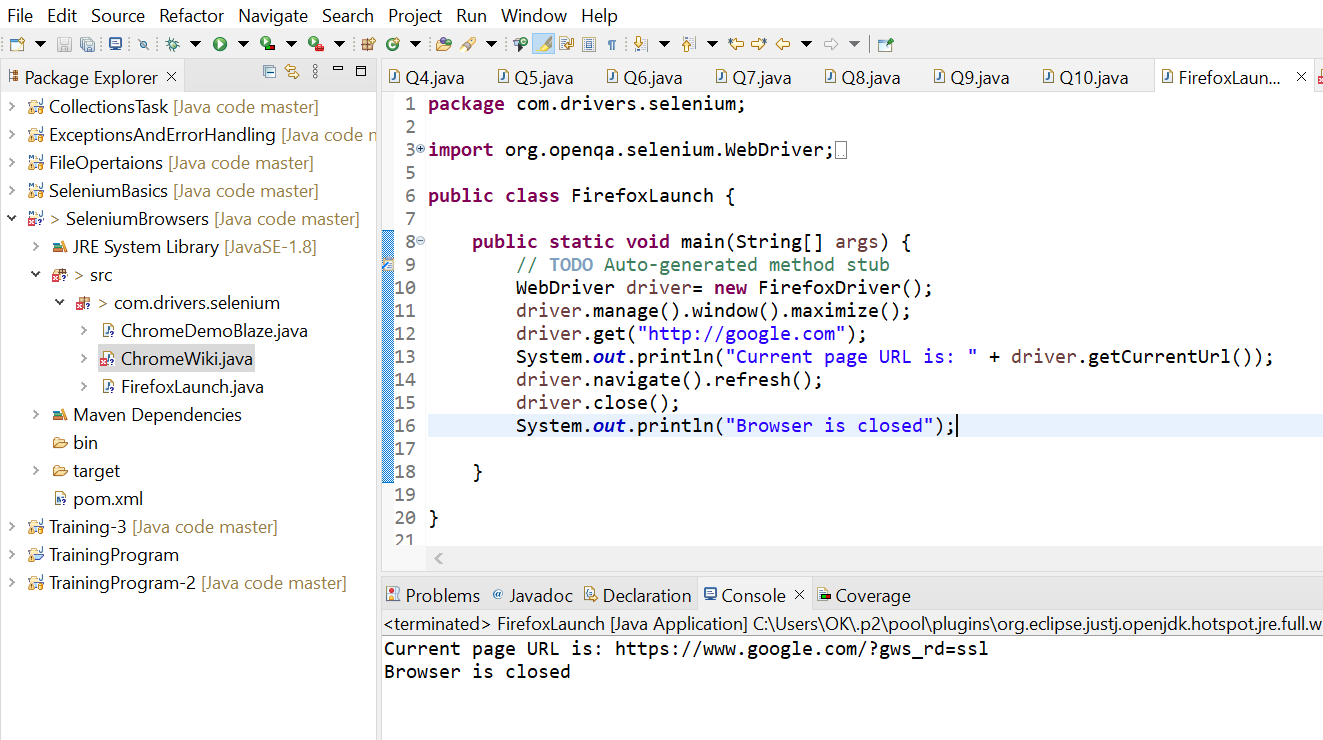 File Edit Source Refactor Navigate Search Project Run Window Help
Package Explorer
CollectionsTask [Java code master]
ExceptionsAndErrorHandling [Java code
FileOpertaions [Java code master]
SeleniumBasics [Java code master]
> SeleniumBrowsers [Java code master]
JRE System Library [JavaSE-1.8]
> src
> com.drivers.selenium
ChromeDemoBlaze.java
ChromeWiki.java
FirefoxLaunch.java
Maven Dependencies
bin
target
pom.xml
Training-3 [Java code master]
TrainingProgram
TrainingProgram-2 [Java code master]
Q4.java Q5.java Q6.java Q7.java Q8.java Q9.java Q10.java FirefoxLaun...
1 package com.drivers.selenium;
2
3 import org.openqa.selenium.WebDriver;
5
6 public class FirefoxLaunch {
7
8 public static void main(String[] args) {
9 // TODO Auto-generated method stub
10 WebDriver driver= new FirefoxDriver();
11 driver.manage().window().maximize();
12 driver.get("http://google.com");
13 System.out.println("Current page URL is: " + driver.getCurrentUrl());
14 driver.navigate().refresh();
15 driver.close();
16 System.out.println("Browser is closed");
17
18 }
19
20 }
21
Problems Javadoc Declaration Console Coverage
<terminated> FirefoxLaunch [Java Application] C:\Users\OK\.p2\pool\plugins\org.eclipse.justj.openjdk.hotspot.jre.full.w
Current page URL is: https://www.google.com/?gws_rd=ssl
Browser is closed